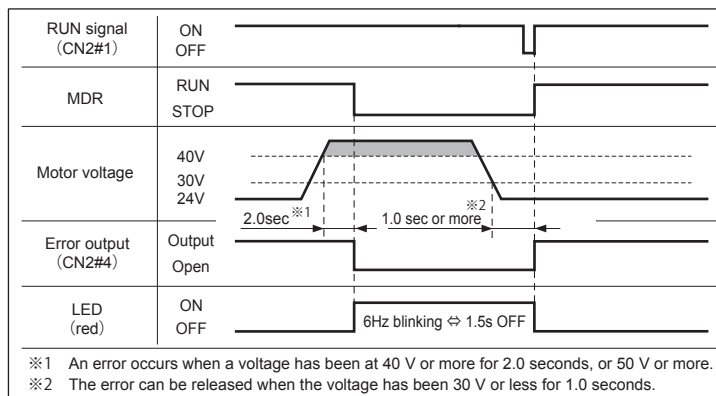 RUN signal
(CN2#1)
ON
OFF
MDR
RUN
STOP
Motor voltage
40V
30V
24V
2.0sec ※1
1.0 sec or more ※2
Error output
(CN2#4)
Output
Open
LED
(red)
ON
OFF
6Hz blinking ⇔ 1.5s OFF
※1 An error occurs when a voltage has been at 40 V or more for 2.0 seconds, or 50 V or more.
※2 The error can be released when the voltage has been 30 V or less for 1.0 seconds.